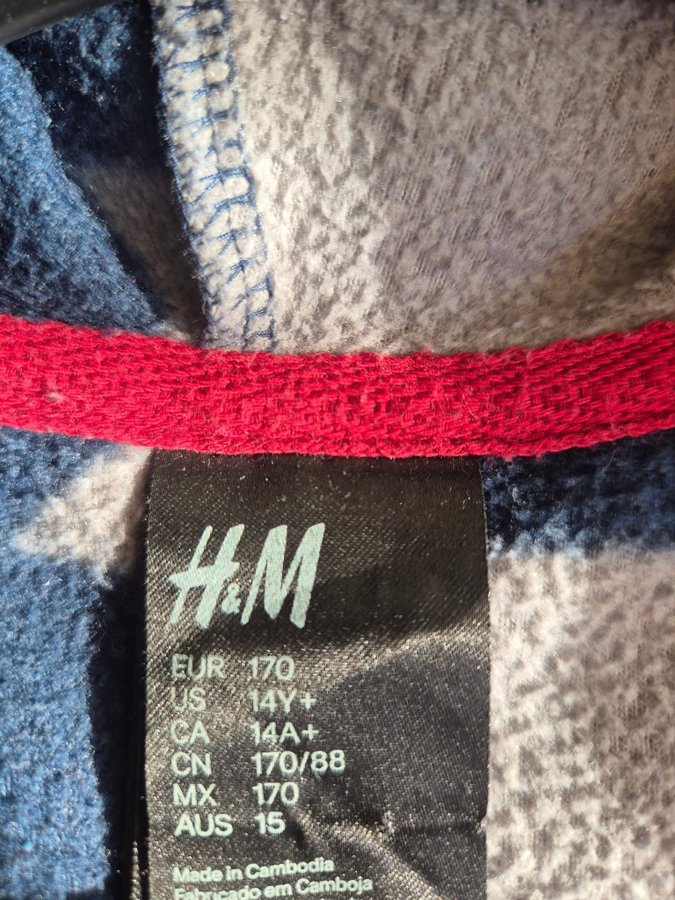 H&M
EUR 170
US 14Y+
CA 14A+
CN 170/88
MX 170
AUS 15
Made in Cambodia
Fabricado em Camboja